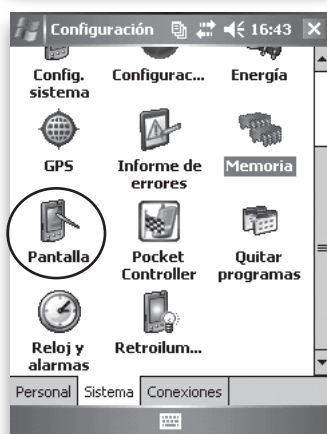 Configuración 16:43
Config. sistema
Configurac...
Energía
GPS
Informe de errores
Memoria
Pantalla
Pocket Controller
Quitar programas
Reloj y alarmas
Retroilum...
Personal Sistema Conexiones